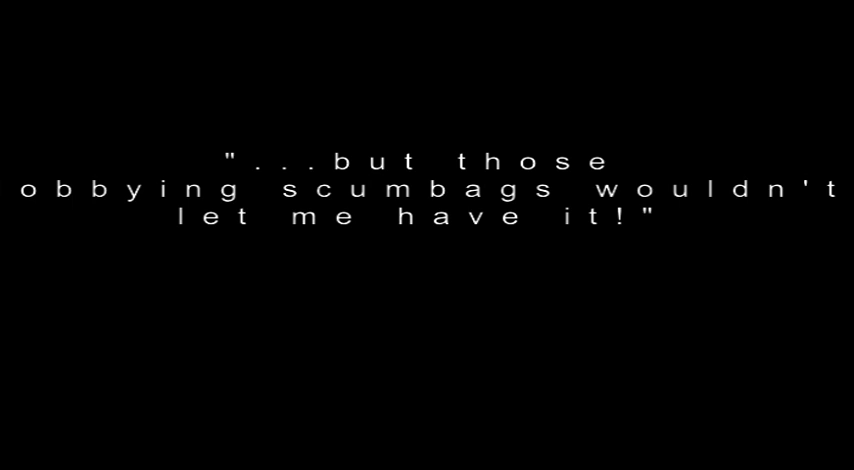 "...but those
obbying scumbags wouldn't
let me have it!"